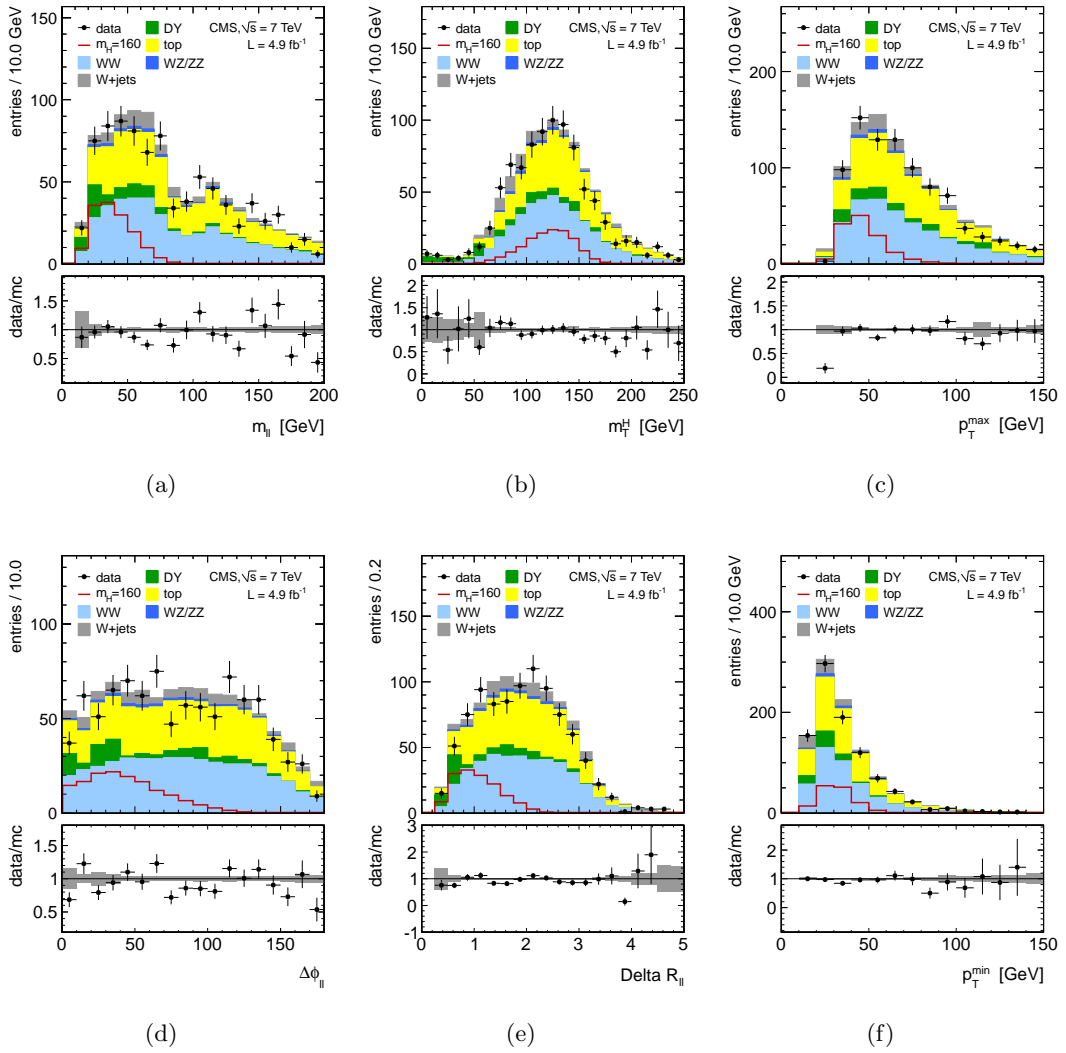 entries / 10.0 GeV
data
m_H=160
WW
W+jets
DY
top
WZ/ZZ
CMS,√s = 7 TeV
L = 4.9 fb⁻¹
150
100
50
0
data/mc
1.5
1
0.5
0 50 100 150 200
m_ll [GeV]
(a)
entries / 10.0 GeV
data
m_H=160
WW
W+jets
DY
top
WZ/ZZ
CMS,√s = 7 TeV
L = 4.9 fb⁻¹
150
100
50
0
data/mc
2
1.5
1
0.5
0
0 50 100 150 200 250
m_T^H [GeV]
(b)
entries / 10.0 GeV
data
m_H=160
WW
W+jets
DY
top
WZ/ZZ
CMS,√s = 7 TeV
L = 4.9 fb⁻¹
200
100
0
data/mc
2
1.5
1
0.5
0
0 50 100 150
p_T^max [GeV]
(c)
entries / 10.0
data
m_H=160
WW
W+jets
DY
top
WZ/ZZ
CMS,√s = 7 TeV
L = 4.9 fb⁻¹
100
50
0
data/mc
1.5
1
0.5
0 50 100 150
Δϕ_ll
(d)
entries / 0.2
data
m_H=160
WW
W+jets
DY
top
WZ/ZZ
CMS,√s = 7 TeV
L = 4.9 fb⁻¹
150
100
50
0
data/mc
3
2
1
0
-1
0 1 2 3 4 5
Delta R_ll
(e)
entries / 10.0 GeV
data
m_H=160
WW
W+jets
DY
top
WZ/ZZ
CMS,√s = 7 TeV
L = 4.9 fb⁻¹
400
200
0
data/mc
2
1
0
0 50 100 150
p_T^min [GeV]
(f)